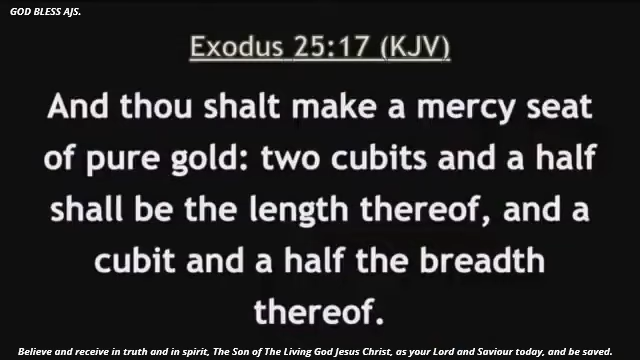 GOD BLESS AJS.
Exodus 25:17 (KJV)
And thou shalt make a mercy seat
of pure gold: two cubits and a half
shall be the length thereof, and a
cubit and a half the breadth
thereof.
Believe and receive in truth and in spirit, The Son of The Living God Jesus Christ, as your Lord and Saviour today, and be saved.